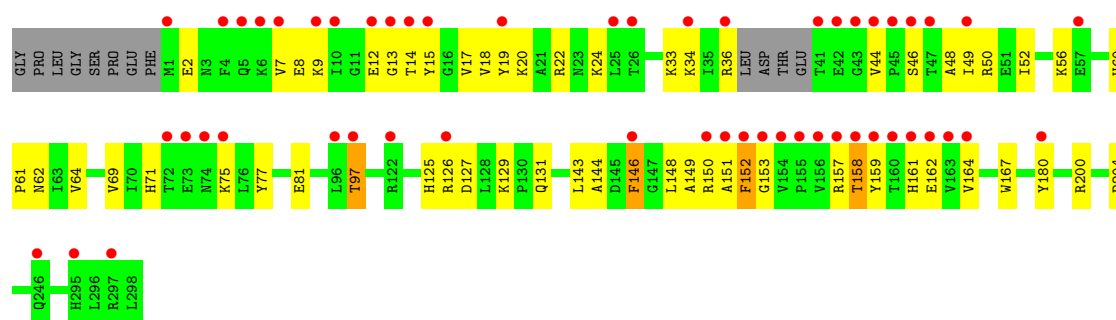 GLY PRO LEU GLY SER PRO GLU PHE M1 E2 N3 F4 Q5 K6 V7 E8 K9 I10 G11 E12 G13 T14 Y15 G16 V17 V18 Y19 K20 A21 R22 N23 K24 L25 T26 K33 K34 I35 R36 LEU ASP THR GLU T41 E42 G43 V44 P45 S46 T47 A48 I49 R50 E51 I52 K56 E57
P61 N62 I63 V64 V69 I70 H71 T72 E73 N74 K75 L76 Y77 E81 L96 T97 R122 H125 R126 D127 L128 K129 P130 Q131 L143 A144 D145 F146 G147 L148 A149 R150 A151 F152 G153 V154 P155 V156 R157 T158 Y159 T160 H161 E162 V163 V164 W167 Y180 R200
Q246 H295 L296 R297 L298